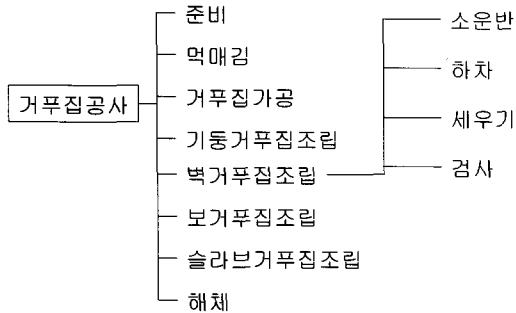 거푸집공사
준비
먹매김
거푸집가공
기둥거푸집조립
벽거푸집조립
보거푸집조립
슬라브거푸집조립
해체
소운반
하차
세우기
검사